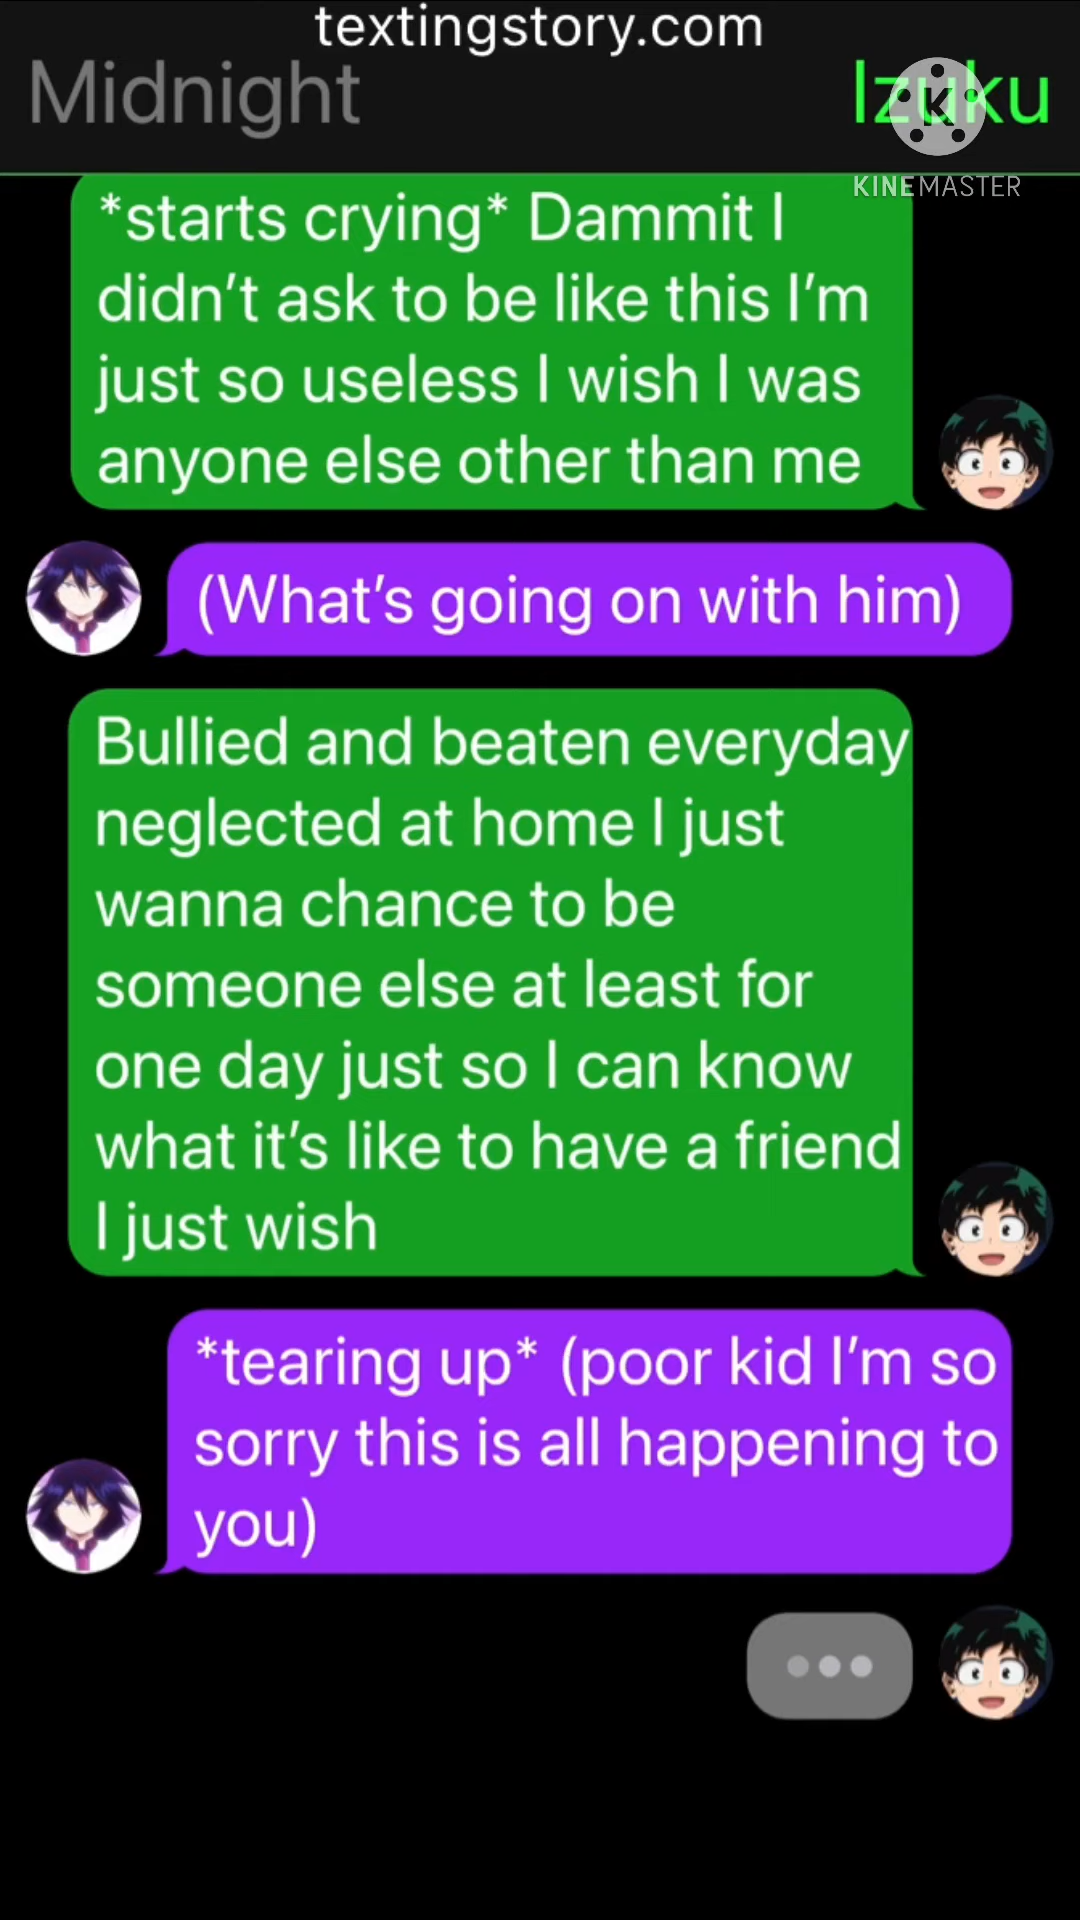 textingstory.com
Midnight
Izuku
KINEMASTER
*starts crying* Dammit I
didn't ask to be like this I'm
just so useless I wish I was
anyone else other than me
(What's going on with him)
Bullied and beaten everyday
neglected at home I just
wanna chance to be
someone else at least for
one day just so I can know
what it's like to have a friend
I just wish
*tearing up* (poor kid I'm so
sorry this is all happening to
you)